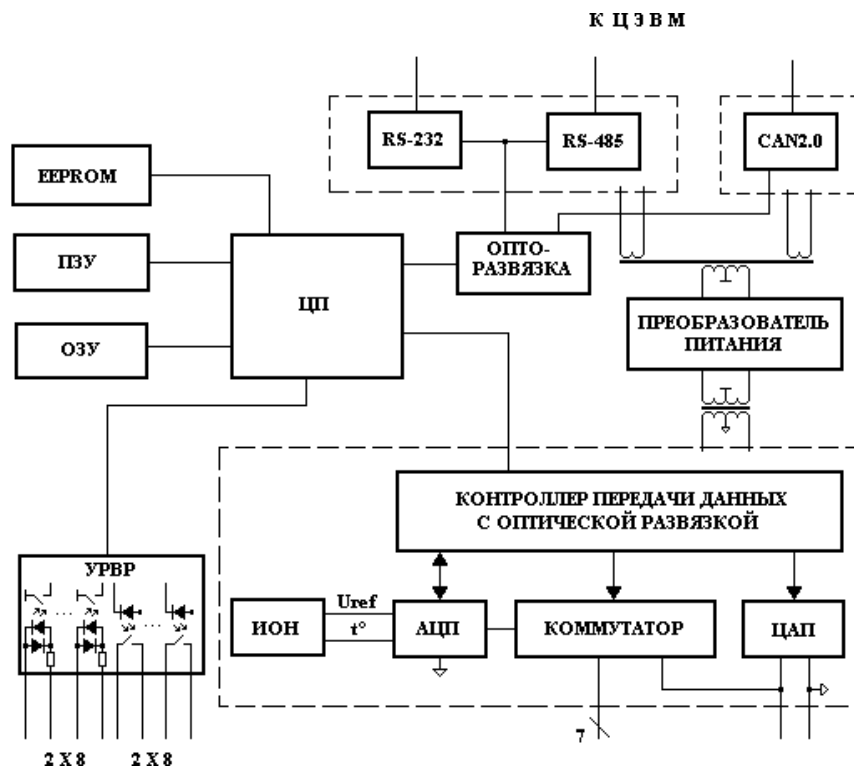 К Ц Э В М
RS-232
RS-485
CAN2.0
EEPROM
ПЗУ
ОЗУ
ЦП
ОПТО-
РАЗВЯЗКА
ПРЕОБРАЗОВАТЕЛЬ
ПИТАНИЯ
КОНТРОЛЛЕР ПЕРЕДАЧИ ДАННЫХ
С ОПТИЧЕСКОЙ РАЗВЯЗКОЙ
УРВР
ИОН
Uref
t°
АЦП
КОММУТАТОР
ЦАП
7
2 X 8
2 X 8